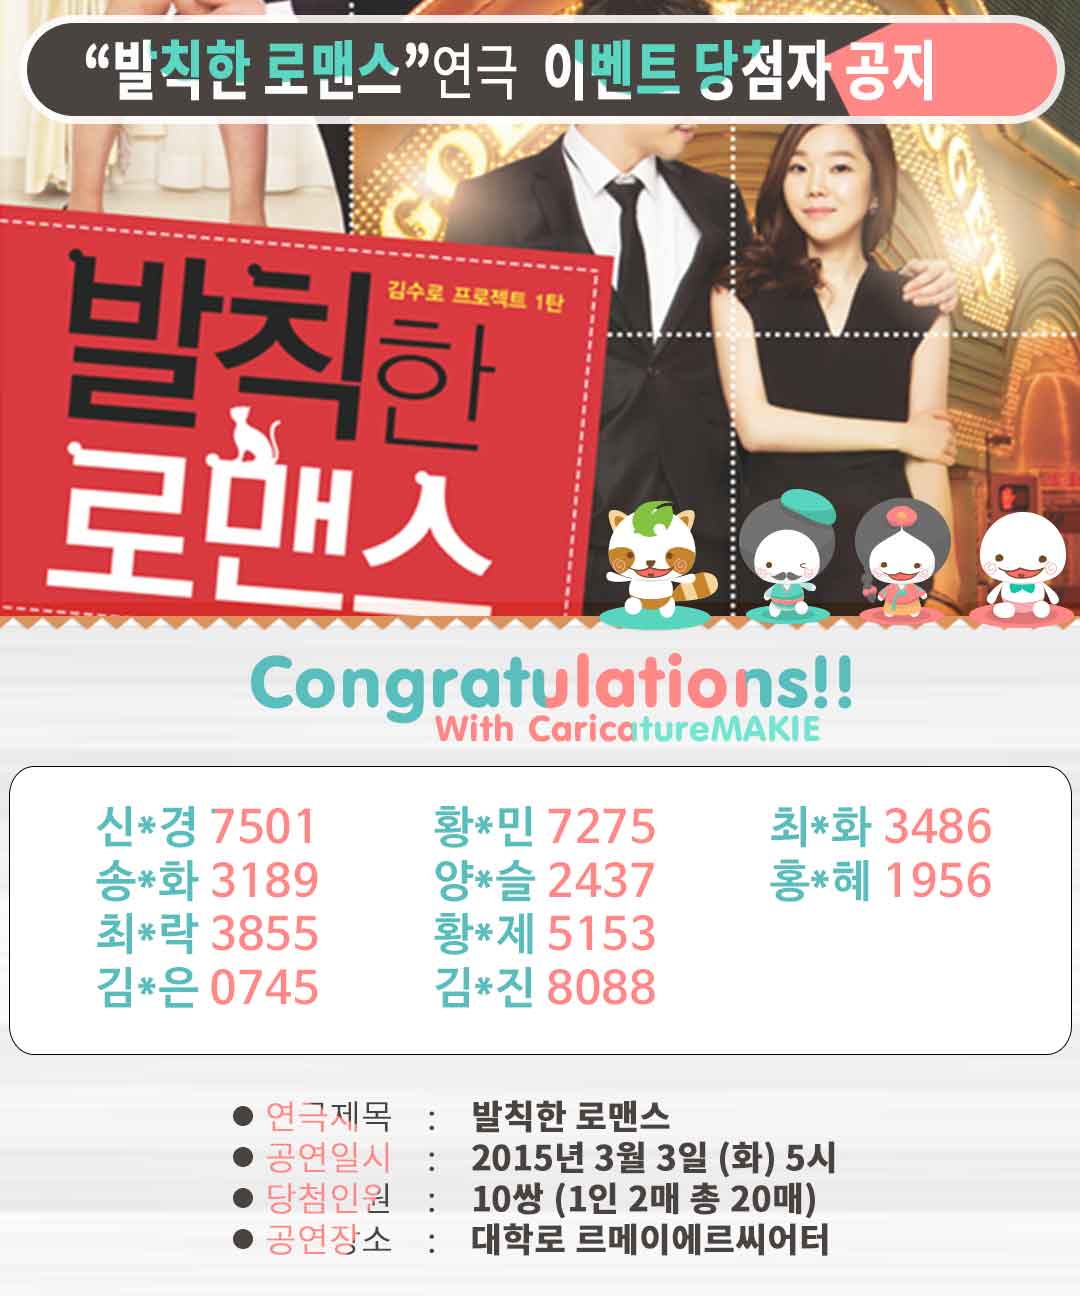 “발칙한 로맨스”연극 이벤트 당첨자 공지
GO
GET
김수로 프로젝트 1탄
발칙한
로맨스
Congratulations!!
With CaricatureMAKIE
신*경 7501 황*민 7275 최*화 3486
송*화 3189 양*슬 2437 홍*혜 1956
최*락 3855 황*제 5153
김*은 0745 김*진 8088
● 연극제목 : 발칙한 로맨스
● 공연일시 : 2015년 3월 3일 (화) 5시
● 당첨인원 : 10쌍 (1인 2매 총 20매)
● 공연장소 : 대학로 르메이에르씨어터